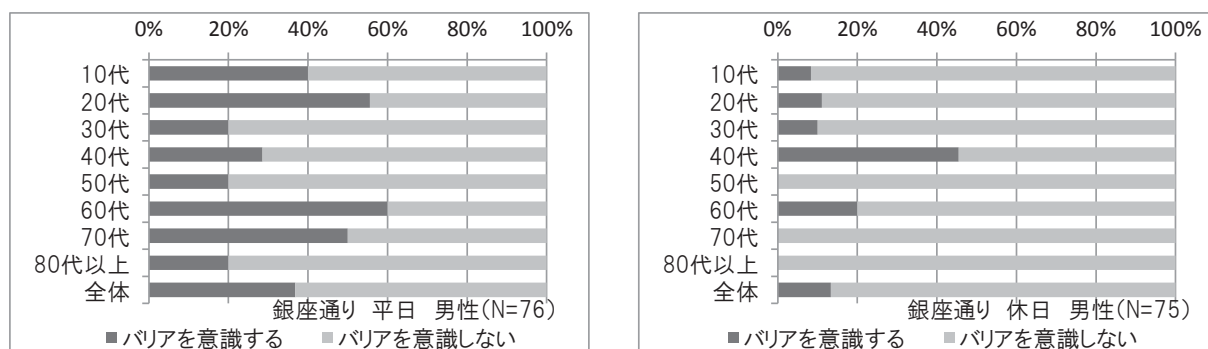 0% 20% 40% 60% 80% 100%
10代
20代
30代
40代
50代
60代
70代
80代以上
全体
銀座通り 平日 男性(N=76)
■バリアを意識する ■バリアを意識しない
0% 20% 40% 60% 80% 100%
10代
20代
30代
40代
50代
60代
70代
80代以上
全体
銀座通り 休日 男性(N=75)
■バリアを意識する ■バリアを意識しない